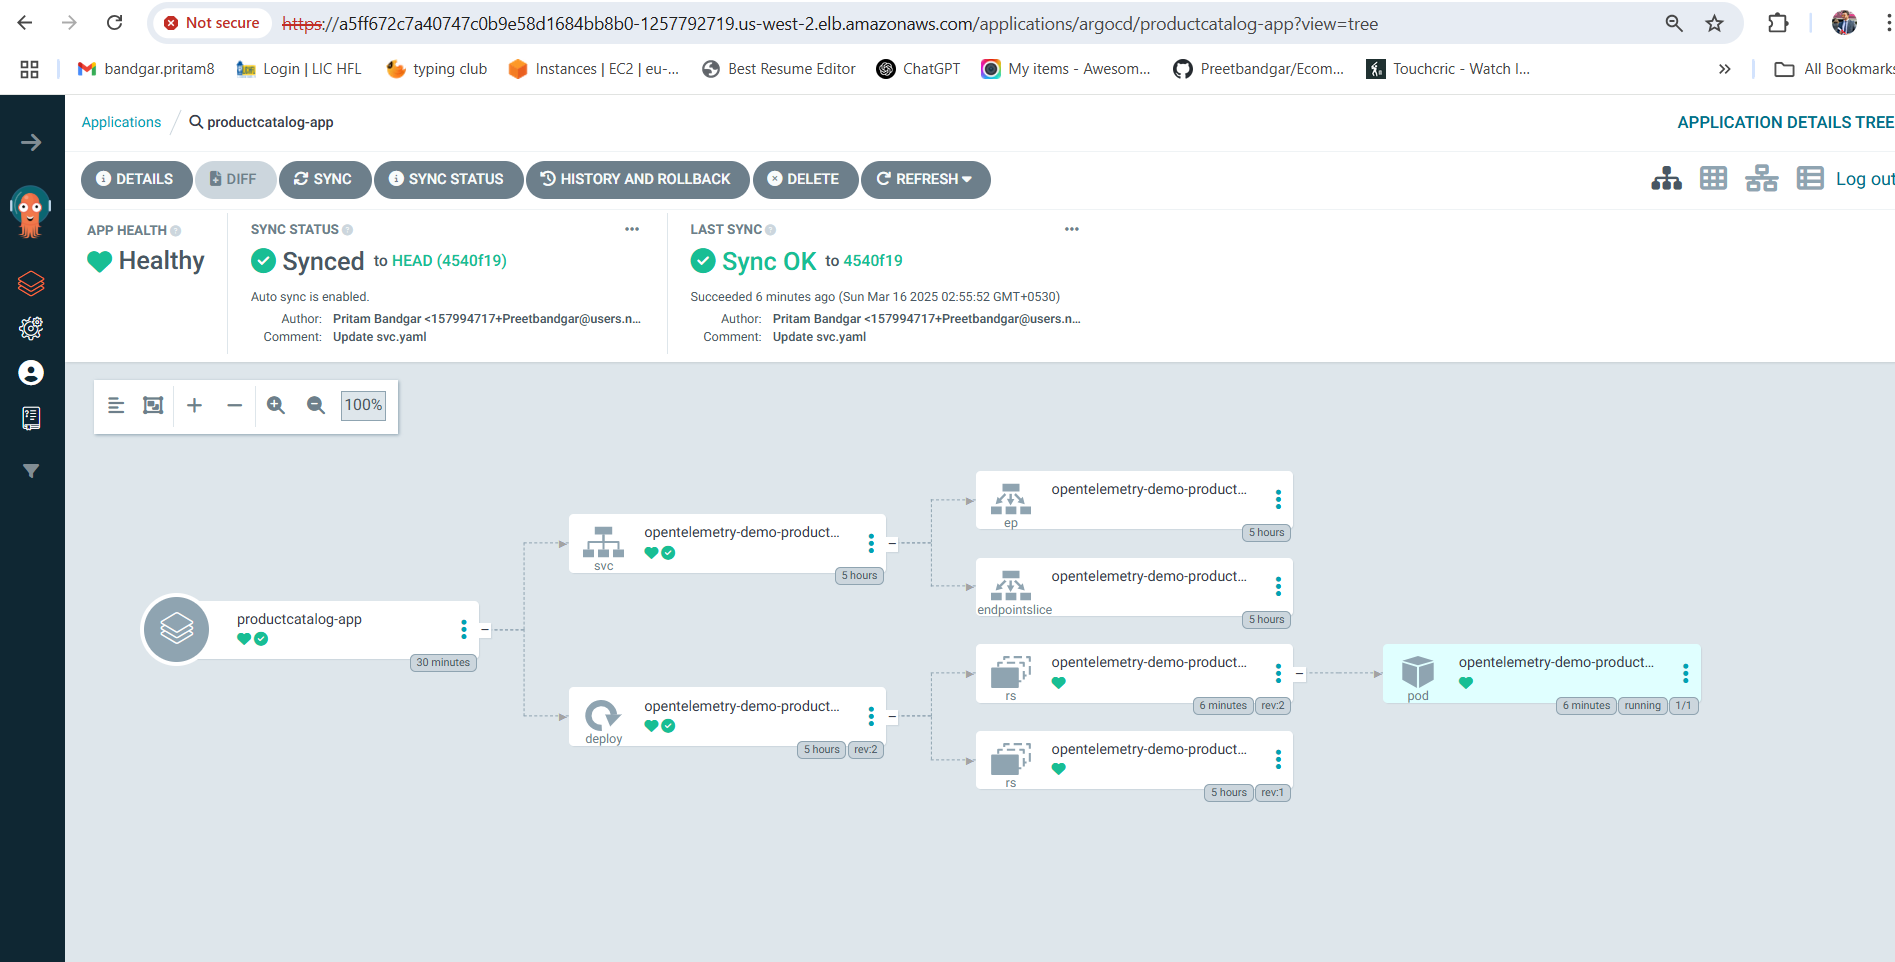 Not secure https://a5ff672c7a40747c0b9e58d1684bb8b0-1257792719.us-west-2.elb.amazonaws.com/applications/argocd/productcatalog-app?view=tree
bandgar.pritam8 Login | LIC HFL typing club Instances | EC2 | eu-... Best Resume Editor ChatGPT My items - Awesom... Preetbandgar/Ecom... Touchcric - Watch I... » All Bookmarks
Applications / productcatalog-app APPLICATION DETAILS TREE
DETAILS DIFF SYNC SYNC STATUS HISTORY AND ROLLBACK DELETE REFRESH Log out
APP HEALTH
Healthy
SYNC STATUS
Synced to HEAD (4540f19)
Auto sync is enabled.
Author: Pritam Bandgar <157994717+Preetbandgar@users.n...
Comment: Update svc.yaml
LAST SYNC
Sync OK to 4540f19
Succeeded 6 minutes ago (Sun Mar 16 2025 02:55:52 GMT+0530)
Author: Pritam Bandgar <157994717+Preetbandgar@users.n...
Comment: Update svc.yaml
100%
productcatalog-app
30 minutes
opentelemetry-demo-product...
svc
5 hours
opentelemetry-demo-product...
deploy
5 hours rev:2
opentelemetry-demo-product...
ep
5 hours
opentelemetry-demo-product...
endpointslice
5 hours
opentelemetry-demo-product...
rs
6 minutes rev:2
opentelemetry-demo-product...
rs
5 hours rev:1
opentelemetry-demo-product...
pod
6 minutes running 1/1